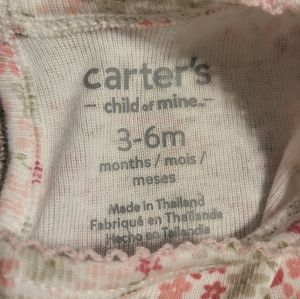 carter's
- child of mine. -
3-6m
months / mois /
meses
Made in Thailand
Fabriqué en Thaïlande
Hecho en Tailandia